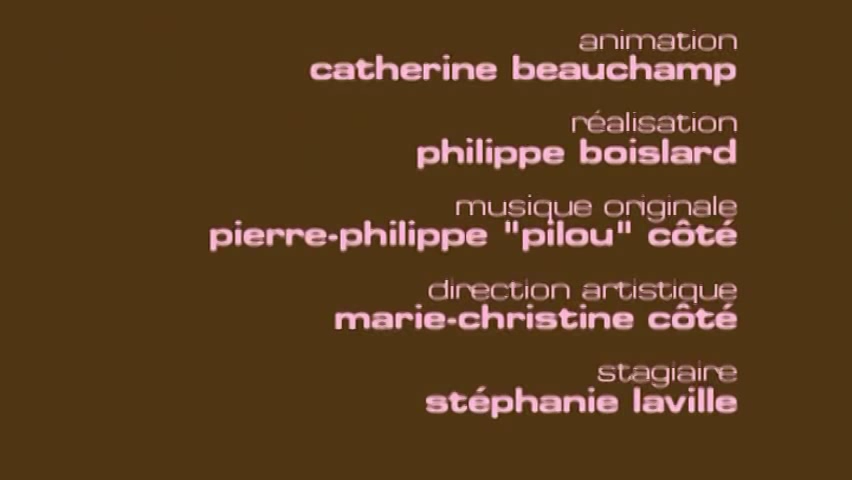 animation
catherine beauchamp
réalisation
philippe boislard
musique originale
pierre-philippe "pilou" côté
direction artistique
marie-christine côté
stagiaire
stéphanie laville